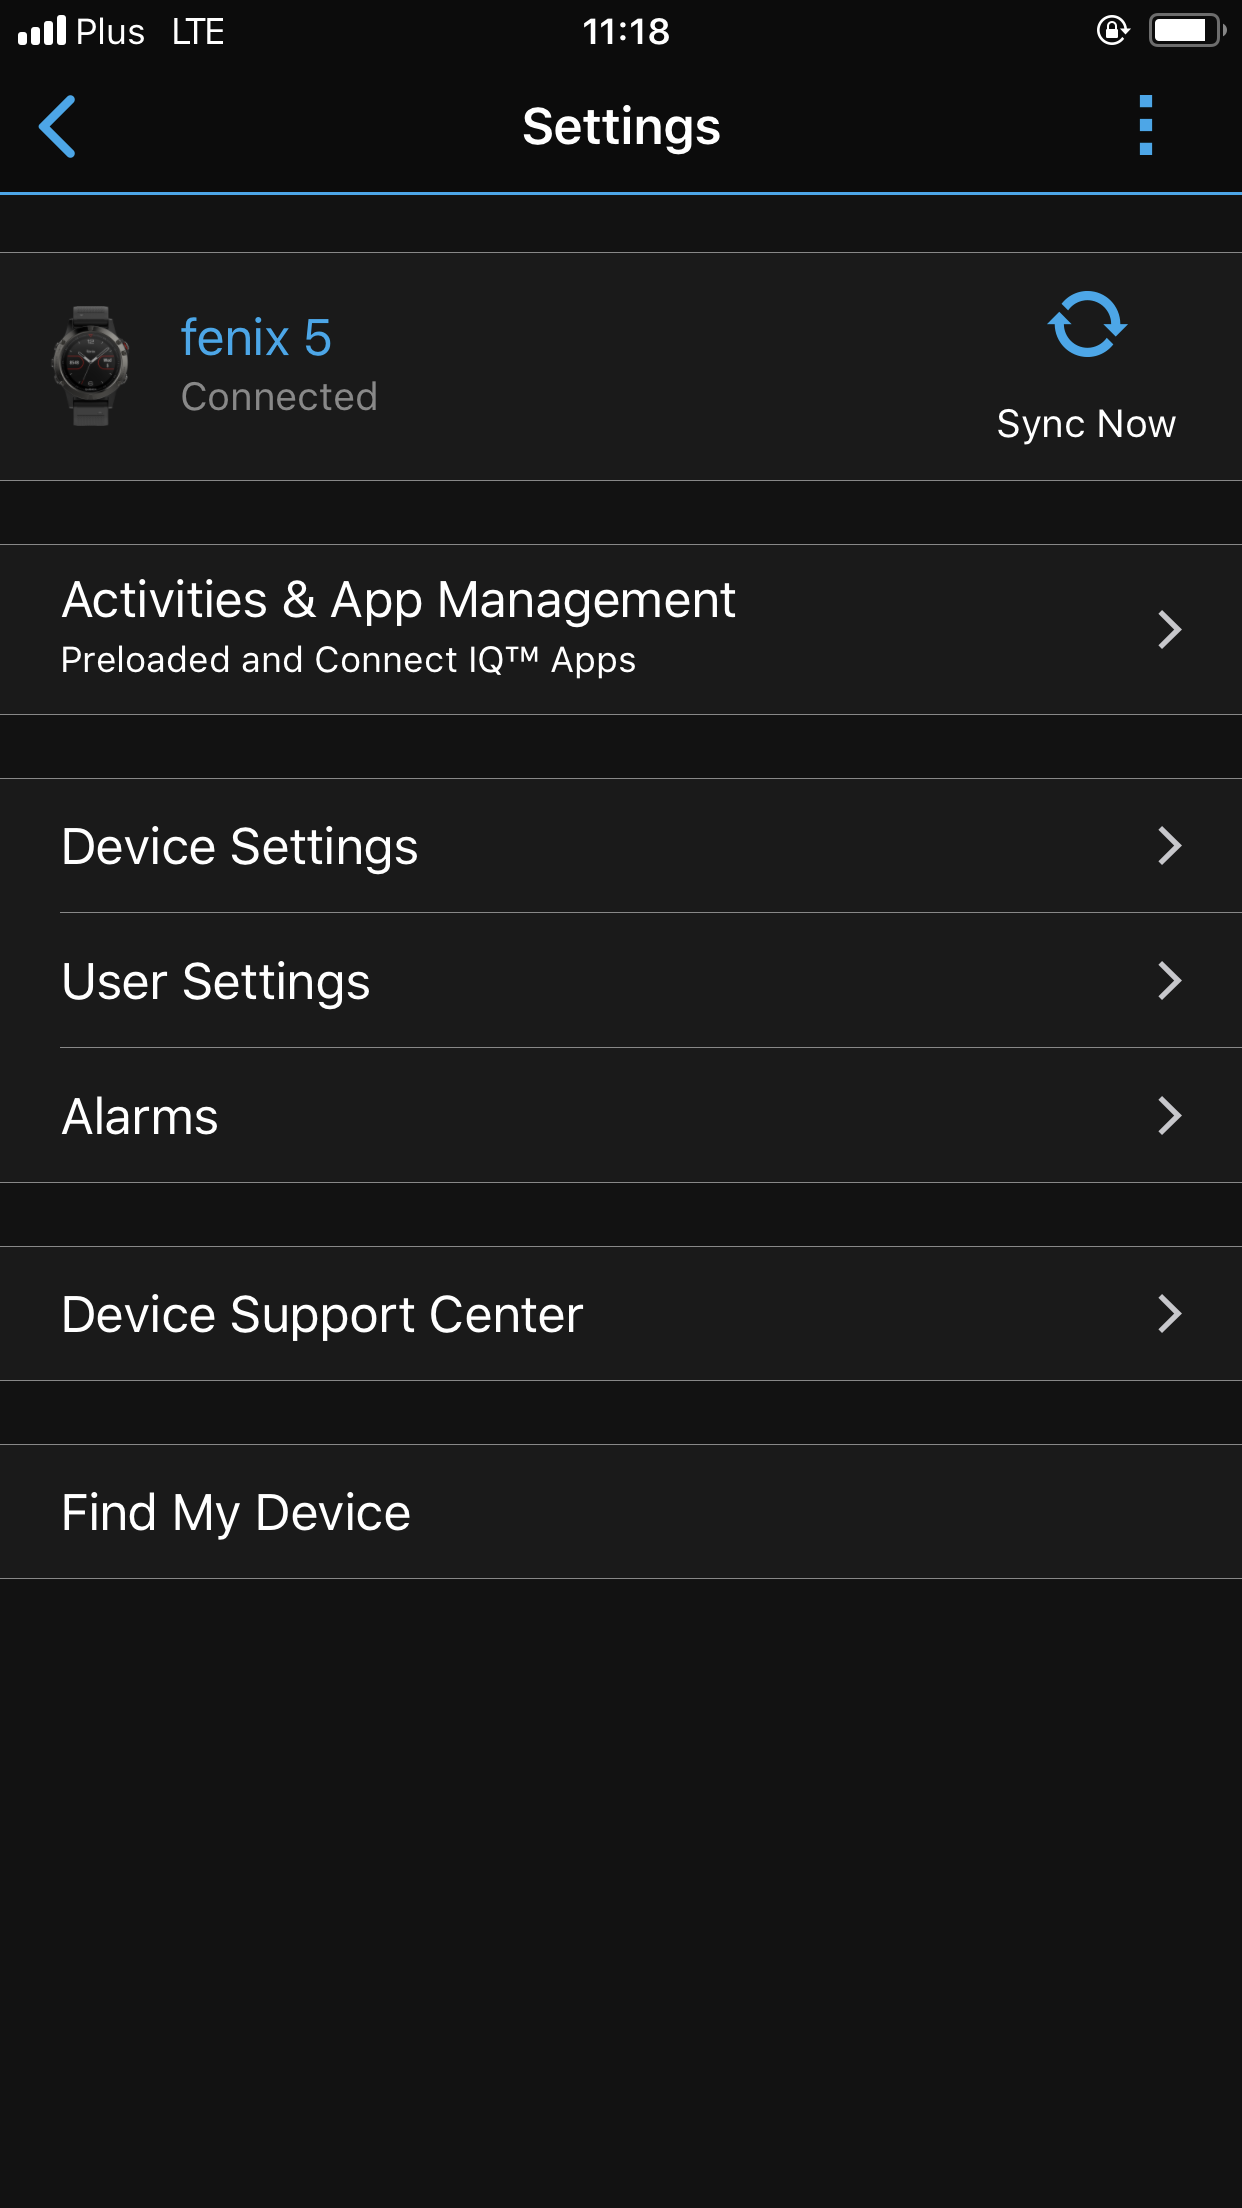 Plus LTE 11:18
Settings
fenix 5
Connected
Sync Now
Activities & App Management
Preloaded and Connect IQ™ Apps
Device Settings
User Settings
Alarms
Device Support Center
Find My Device